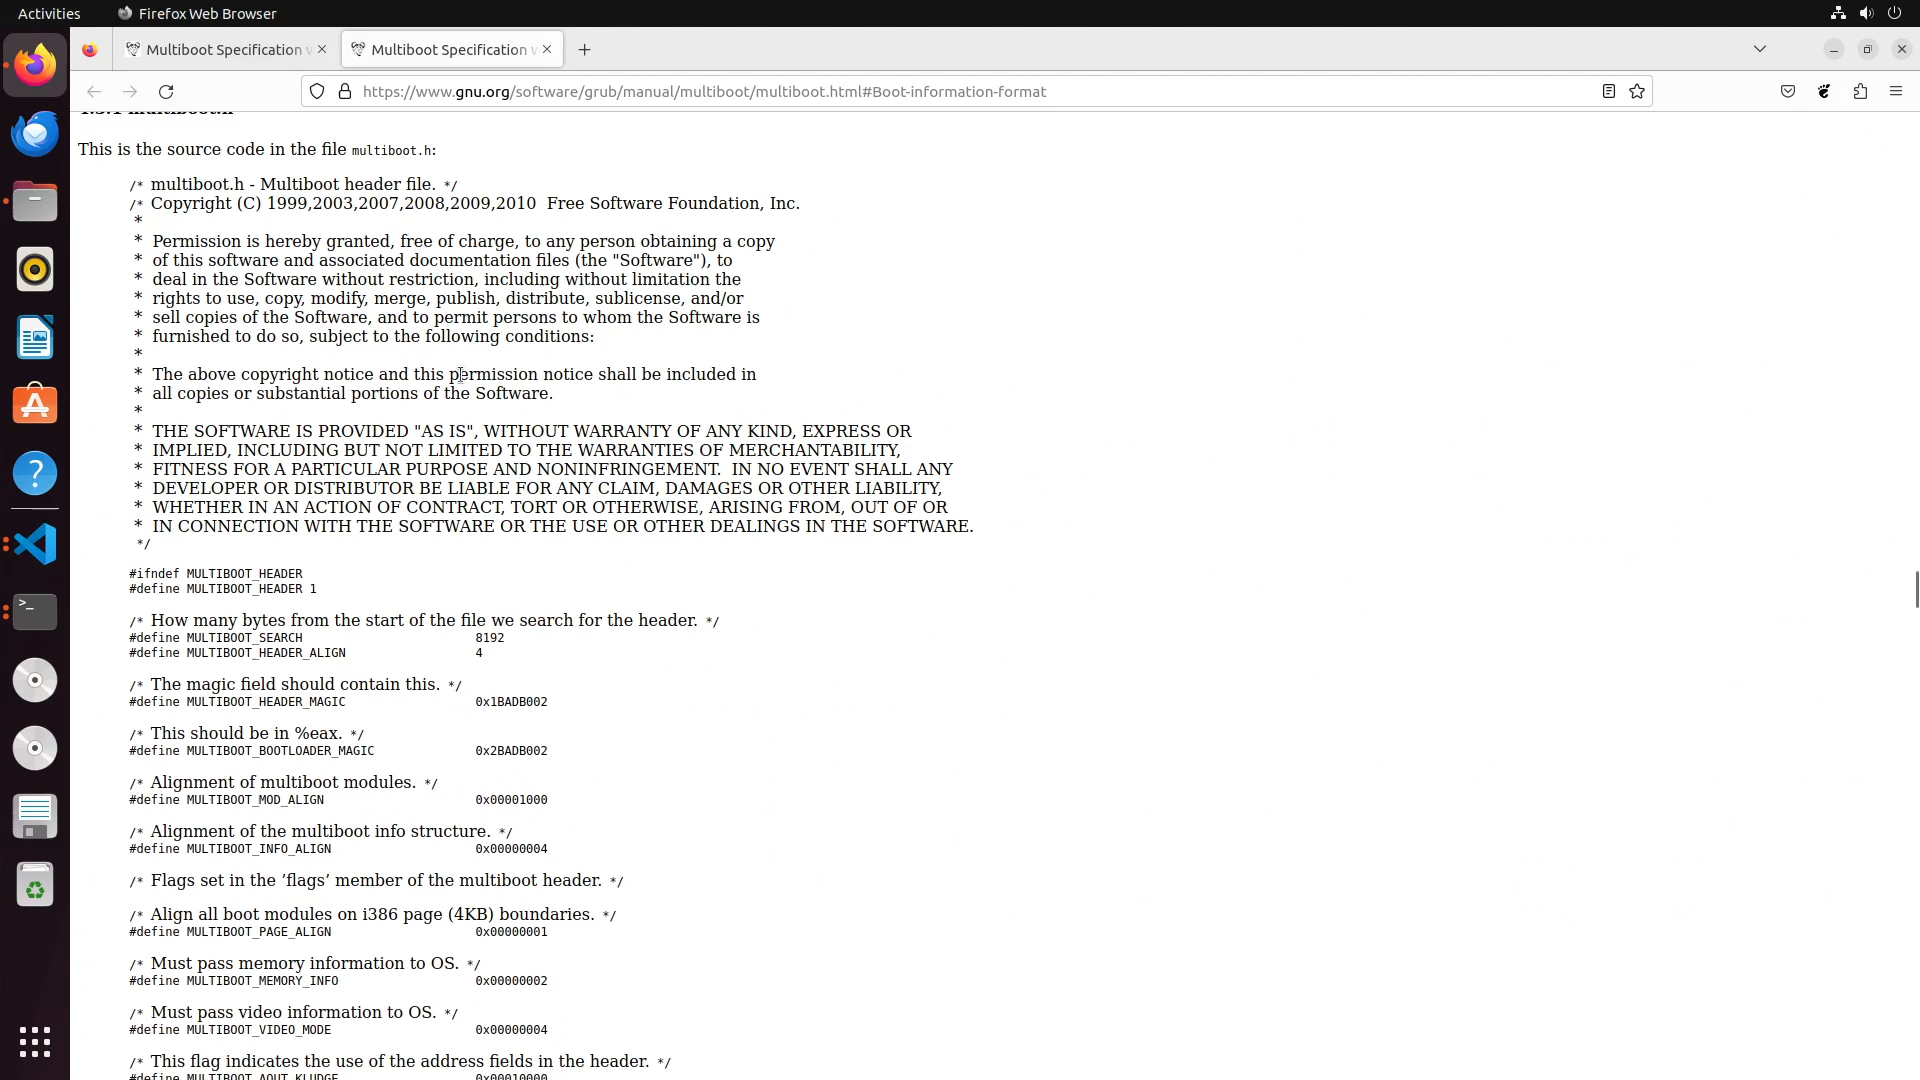 Activities
Firefox Web Browser
Multiboot Specification v
Multiboot Specification v
https://www.gnu.org/software/grub/manual/multiboot/multiboot.html#Boot-information-format
This is the source code in the file multiboot.h:
/* multiboot.h - Multiboot header file. */
/* Copyright (C) 1999,2003,2007,2008,2009,2010  Free Software Foundation, Inc.
*
*  Permission is hereby granted, free of charge, to any person obtaining a copy
*  of this software and associated documentation files (the "Software"), to
*  deal in the Software without restriction, including without limitation the
*  rights to use, copy, modify, merge, publish, distribute, sublicense, and/or
*  sell copies of the Software, and to permit persons to whom the Software is
*  furnished to do so, subject to the following conditions:
*
*  The above copyright notice and this permission notice shall be included in
*  all copies or substantial portions of the Software.
*
*  THE SOFTWARE IS PROVIDED "AS IS", WITHOUT WARRANTY OF ANY KIND, EXPRESS OR
*  IMPLIED, INCLUDING BUT NOT LIMITED TO THE WARRANTIES OF MERCHANTABILITY,
*  FITNESS FOR A PARTICULAR PURPOSE AND NONINFRINGEMENT.  IN NO EVENT SHALL ANY
*  DEVELOPER OR DISTRIBUTOR BE LIABLE FOR ANY CLAIM, DAMAGES OR OTHER LIABILITY,
*  WHETHER IN AN ACTION OF CONTRACT, TORT OR OTHERWISE, ARISING FROM, OUT OF OR
*  IN CONNECTION WITH THE SOFTWARE OR THE USE OR OTHER DEALINGS IN THE SOFTWARE.
*/
#ifndef MULTIBOOT_HEADER
#define MULTIBOOT_HEADER 1
/* How many bytes from the start of the file we search for the header. */
#define MULTIBOOT_SEARCH 8192
#define MULTIBOOT_HEADER_ALIGN 4
/* The magic field should contain this. */
#define MULTIBOOT_HEADER_MAGIC 0x1BADB002
/* This should be in %eax. */
#define MULTIBOOT_BOOTLOADER_MAGIC 0x2BADB002
/* Alignment of multiboot modules. */
#define MULTIBOOT_MOD_ALIGN 0x00001000
/* Alignment of the multiboot info structure. */
#define MULTIBOOT_INFO_ALIGN 0x00000004
/* Flags set in the ’flags’ member of the multiboot header. */
/* Align all boot modules on i386 page (4KB) boundaries. */
#define MULTIBOOT_PAGE_ALIGN 0x00000001
/* Must pass memory information to OS. */
#define MULTIBOOT_MEMORY_INFO 0x00000002
/* Must pass video information to OS. */
#define MULTIBOOT_VIDEO_MODE 0x00000004
/* This flag indicates the use of the address fields in the header. */
#define MULTIBOOT_AOUT_KLUDGE 0x00010000